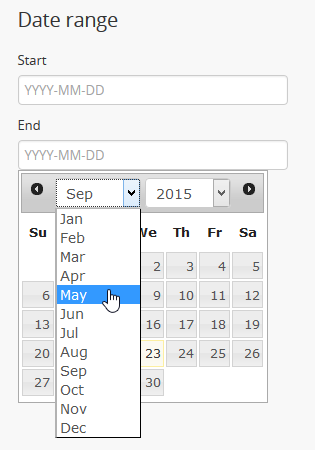 Date range
Start
YYYY-MM-DD
End
YYYY-MM-DD
Sep 2015
Su We Th Fr Sa
Jan
2 3 4 5
Feb
Mar
Apr
6 May 9 10 11 12
Jun
13 16 17 18 19
Jul
20 Aug 23 24 25 26
Sep
27 30
Oct
Nov
Dec